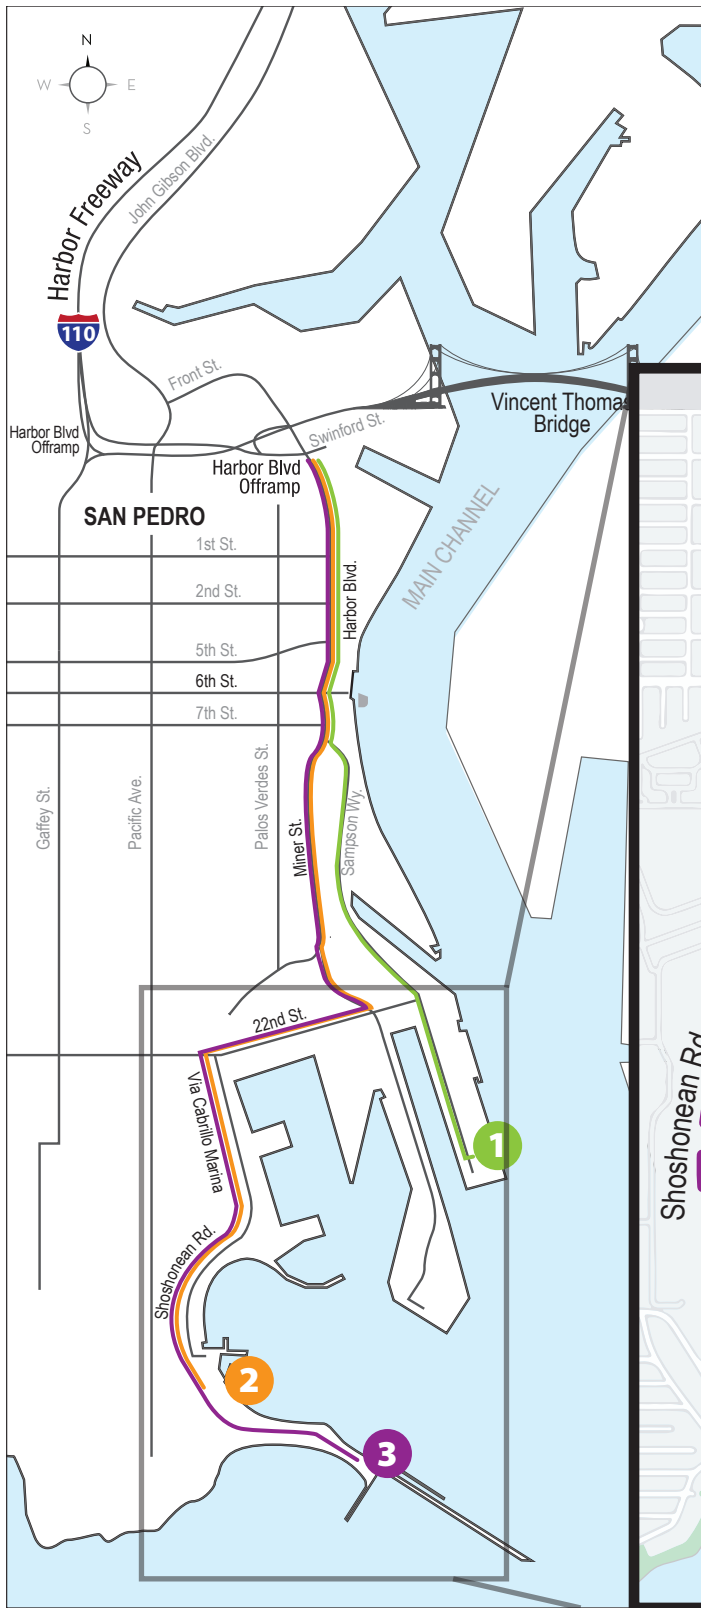 N
W E
S
Harbor Freeway
John Gibson Blvd.
110
Front St.
Harbor Blvd
Offramp
Swinford St.
Vincent Thomas
Bridge
Harbor Blvd
Offramp
SAN PEDRO
MAIN CHANNEL
1st St.
2nd St.
Harbor Blvd.
5th St.
6th St.
7th St.
Gaffey St.
Pacific Ave.
Palos Verdes St.
Miner St.
Sampson Wy.
22nd St.
Via Cabrillo Marina
1
Shoshonean Rd.
Shoshonean Rd
2
3